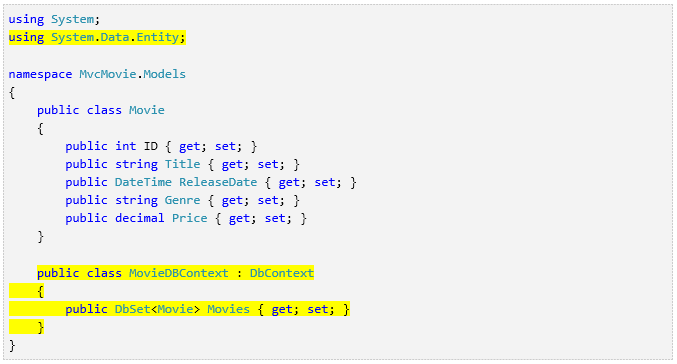 using System;
using System.Data.Entity;
namespace MvcMovie.Models
{
    public class Movie
    {
        public int ID { get; set; }
        public string Title { get; set; }
        public DateTime ReleaseDate { get; set; }
        public string Genre { get; set; }
        public decimal Price { get; set; }
    }
    public class MovieDBContext : DbContext
    {
        public DbSet<Movie> Movies { get; set; }
    }
}